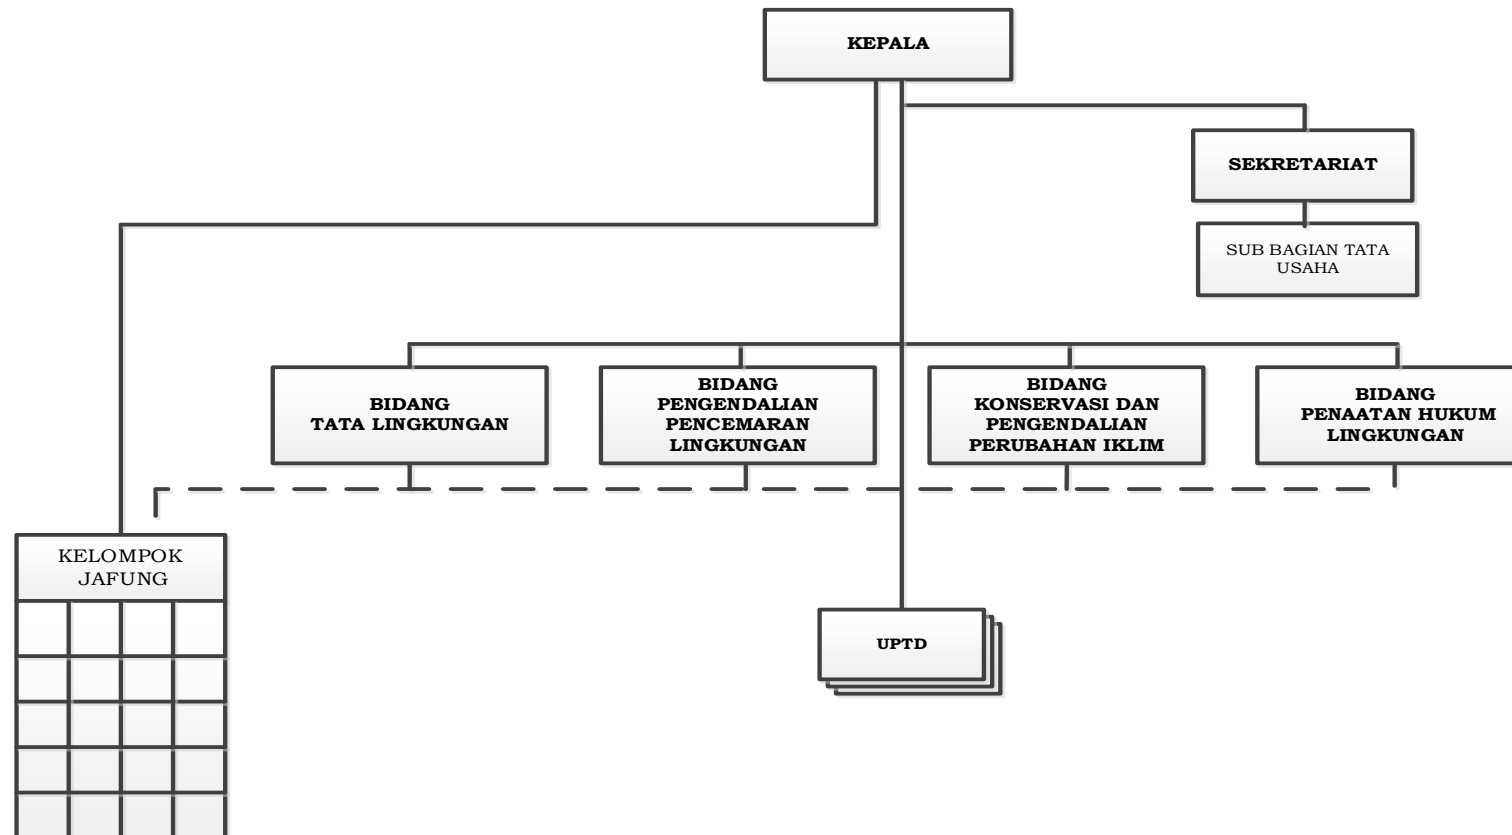 KEPALA
SEKRETARIAT
SUB BAGIAN TATA
USAHA
BIDANG
TATA LINGKUNGAN
BIDANG
PENGENDALIAN
PENCEMARAN
LINGKUNGAN
BIDANG
KONSERVASI DAN
PENGENDALIAN
PERUBAHAN IKLIM
BIDANG
PENAATAN HUKUM
LINGKUNGAN
KELOMPOK
JAFUNG
UPTD